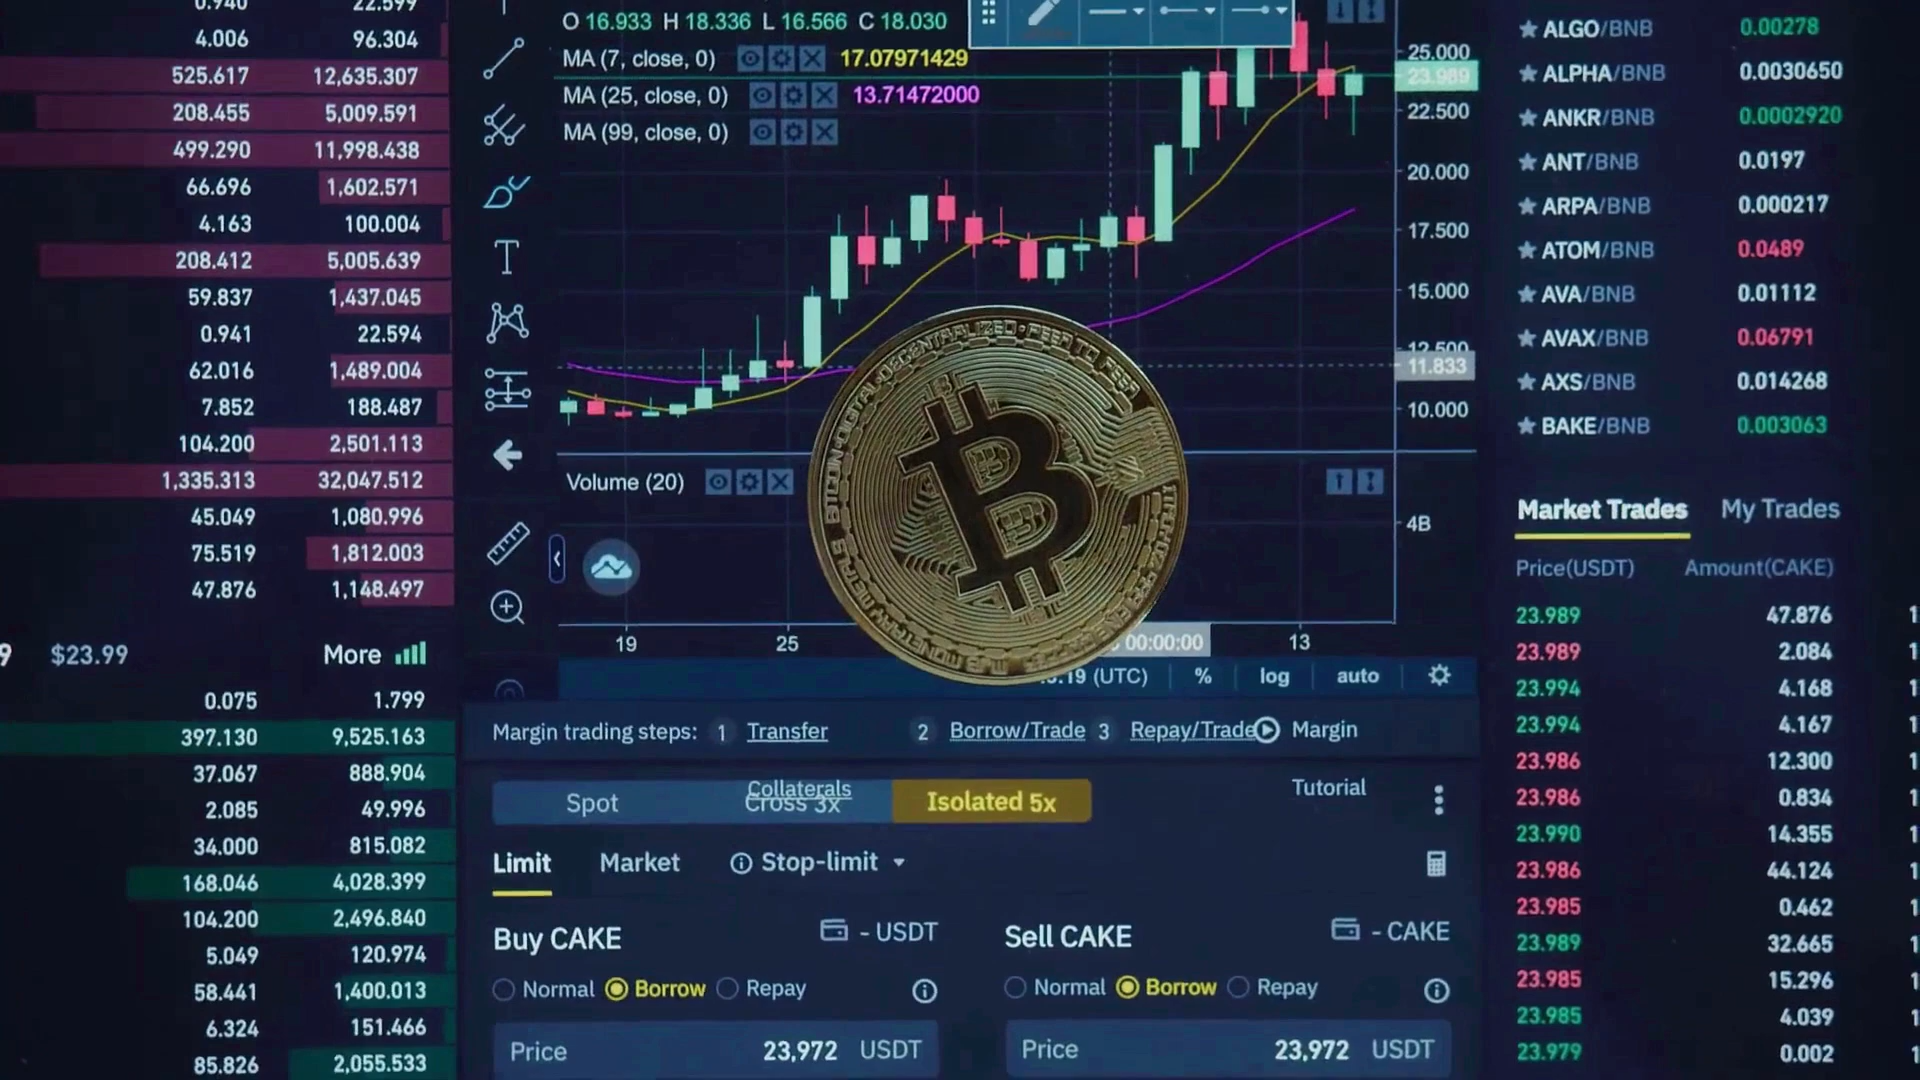 0.940 22.599
4.006 96.304
525.617 12,635.307
208.455 5,009.591
499.290 11,998.438
66.696 1,602.571
4.163 100.004
208.412 5,005.639
59.837 1,437.045
0.941 22.594
62.016 1,489.004
7.852 188.487
104.200 2,501.113
1,335.313 32,047.512
45.049 1,080.996
75.519 1,812.003
47.876 1,148.497
9 $23.99 More
0.075 1.799
397.130 9,525.163
37.067 888.904
2.085 49.996
34.000 815.082
168.046 4,028.399
104.200 2,496.840
5.049 120.974
58.441 1,400.013
6.324 151.466
85.826 2,055.533
O 16.933 H 18.336 L 16.566 C 18.030
MA (7, close, 0) 17.07971429
MA (25, close, 0) 13.71472000
MA (99, close, 0)
25.000
23.989
22.500
20.000
17.500
15.000
12.500
11.833
10.000
Volume (20)
4B
19 25 00:00:00 13
:19 (UTC) % log auto
BITCOIN DIGITAL DECENTRALIZED PEER TO PEER
B
Margin trading steps: 1 Transfer 2 Borrow/Trade 3 Repay/Trade Margin
Collaterals Tutorial
Spot Cross 3x Isolated 5x
Limit Market Stop-limit
Buy CAKE - USDT
Normal Borrow Repay
Price 23,972 USDT
Sell CAKE - CAKE
Normal Borrow Repay
Price 23,972 USDT
ALGO/BNB 0.00278
ALPHA/BNB 0.0030650
ANKR/BNB 0.0002920
ANT/BNB 0.0197
ARPA/BNB 0.000217
ATOM/BNB 0.0489
AVA/BNB 0.01112
AVAX/BNB 0.06791
AXS/BNB 0.014268
BAKE/BNB 0.003063
Market Trades My Trades
Price(USDT) Amount(CAKE)
23.989 47.876
23.989 2.084
23.994 4.168
23.994 4.167
23.986 12.300
23.986 0.834
23.990 14.355
23.986 44.124
23.985 0.462
23.989 32.665
23.985 15.296
23.985 4.039
23.979 0.002